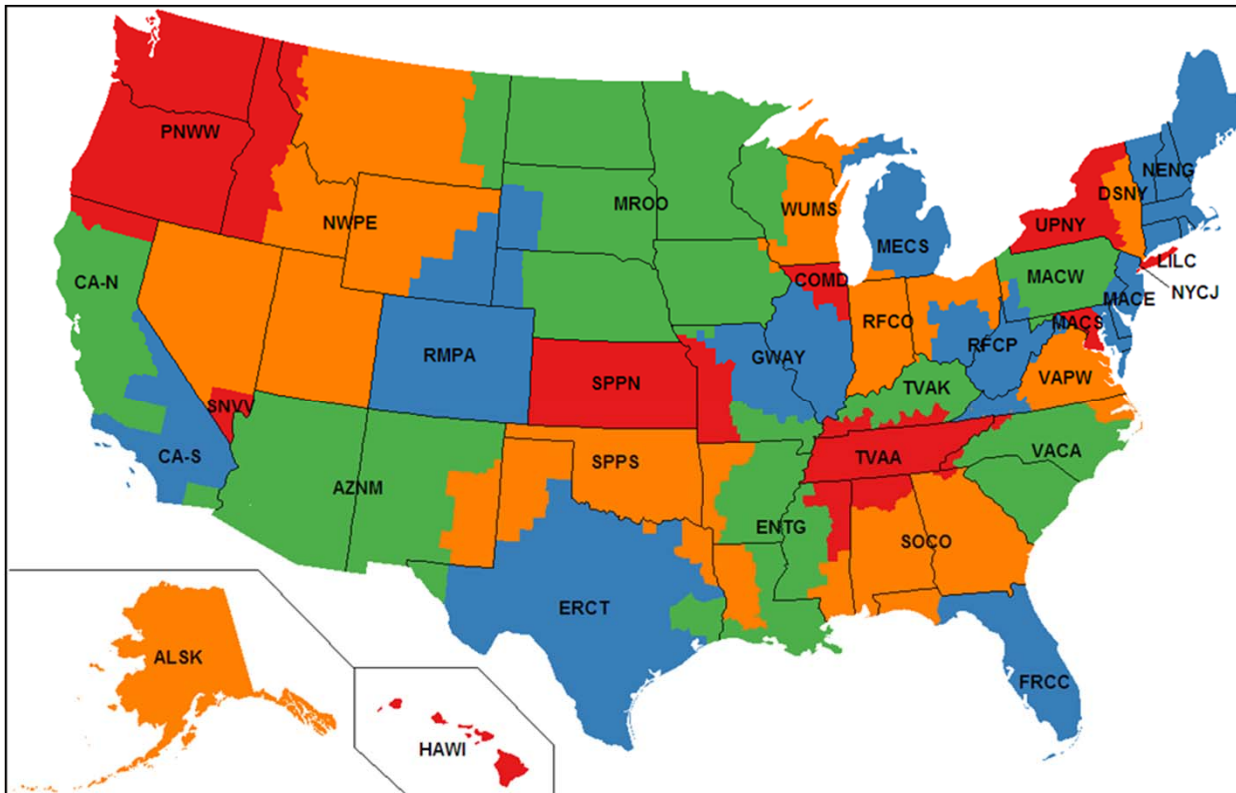 PNWW
NWPE
MROO
WUMS
MECS
UPNY
DSNY
NENG
CA-N
COMD
MACW
LILC
NYCJ
MACE
MACS
RMPA
SPPN
GWAY
RFCO
RFCP
VAPW
SNVV
TVAK
CA-S
SPPS
TVAA
VACA
AZNM
ENTG
SOCO
ERCT
ALSK
FRCC
HAWI